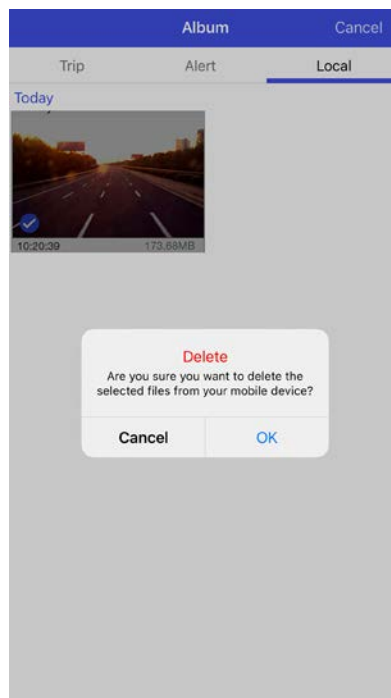 Album
Cancel
Trip
Alert
Local
Today
10:20:39
173.68MB
Delete
Are you sure you want to delete the
selected files from your mobile device?
Cancel
OK